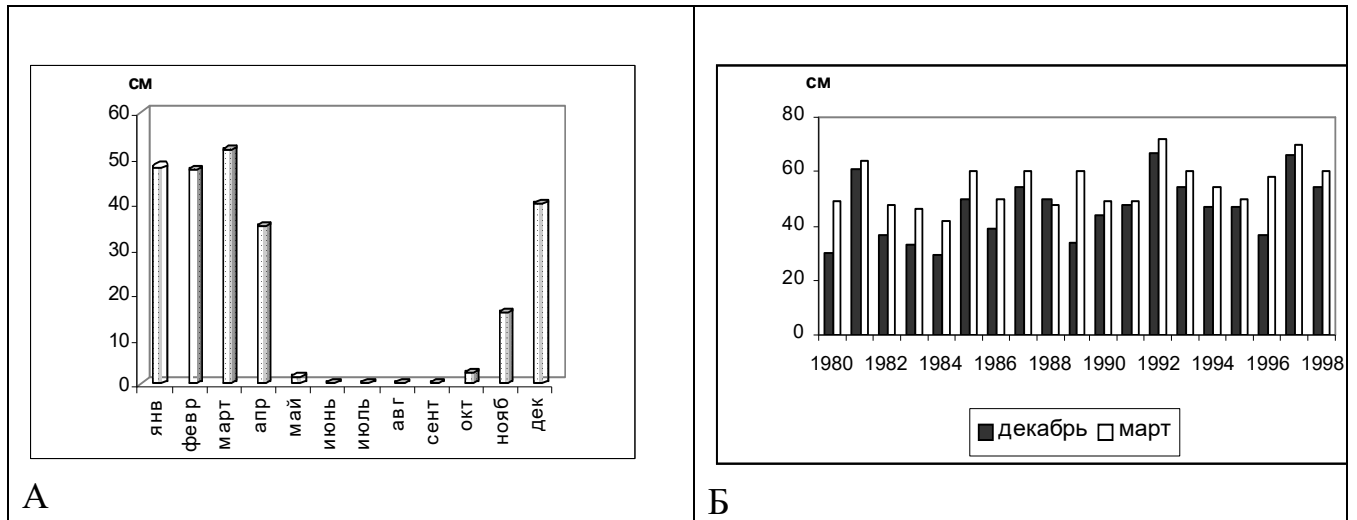 см
60
50
40
30
20
10
0
янв
февр
март
апр
май
июнь
июль
авг
сент
окт
нояб
дек
А
см
80
60
40
20
0
1980 1982 1984 1986 1988 1990 1992 1994 1996 1998
декабрь март
Б